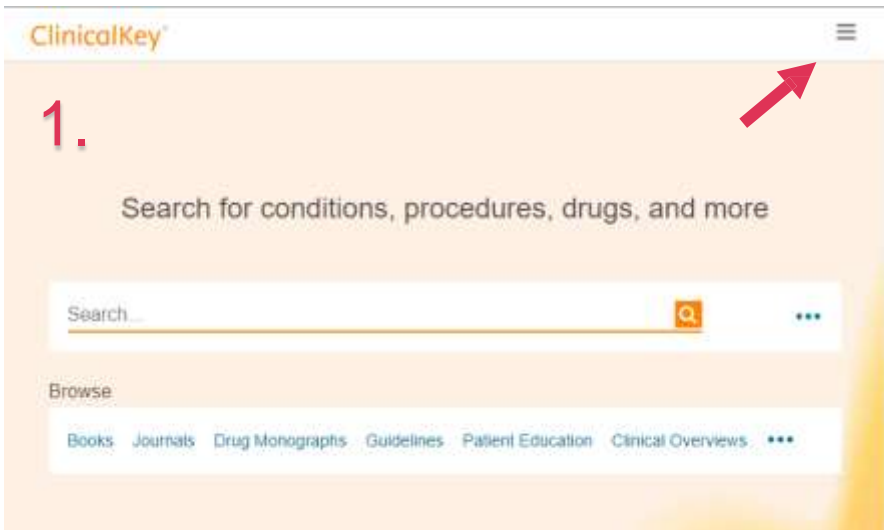 ClinicalKey
1.
Search for conditions, procedures, drugs, and more
Search...
Browse
Books Journals Drug Monographs Guidelines Patient Education Clinical Overviews